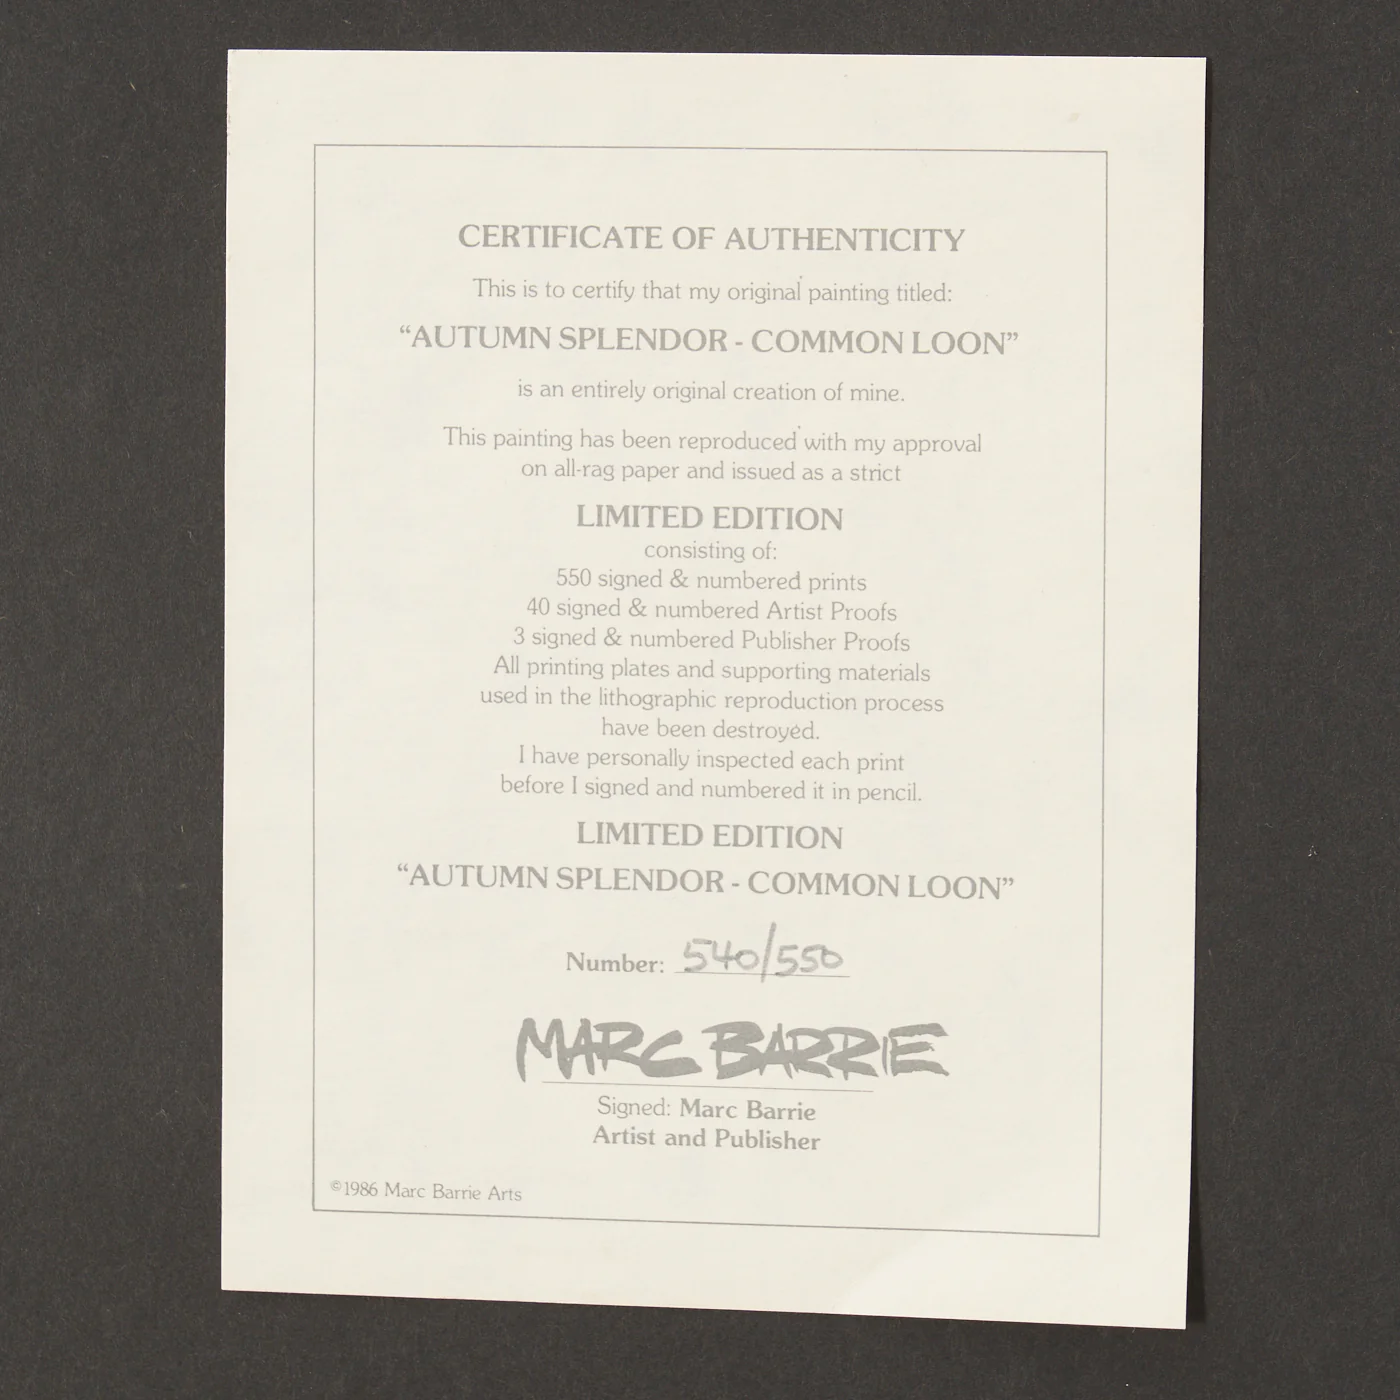 CERTIFICATE OF AUTHENTICITY
This is to certify that my original painting titled:
“AUTUMN SPLENDOR - COMMON LOON”
is an entirely original creation of mine.
This painting has been reproduced with my approval
on all-rag paper and issued as a strict
LIMITED EDITION
consisting of:
550 signed & numbered prints
40 signed & numbered Artist Proofs
3 signed & numbered Publisher Proofs
All printing plates and supporting materials
used in the lithographic reproduction process
have been destroyed.
I have personally inspected each print
before I signed and numbered it in pencil.
LIMITED EDITION
“AUTUMN SPLENDOR - COMMON LOON”
Number: 540/550
MARC BARRIE
Signed: Marc Barrie
Artist and Publisher
©1986 Marc Barrie Arts